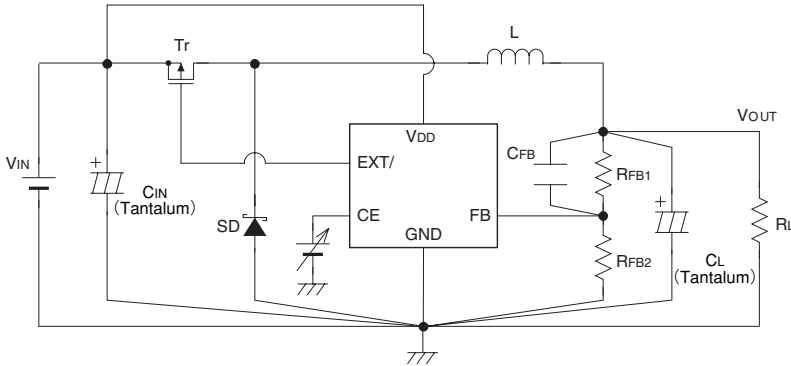 L
Tr
VOUT
VDD
CFB
VIN
+
EXT/
RFB1
CIN
(Tantalum)
+
SD
CE
FB
RL
GND
RFB2
CL
(Tantalum)